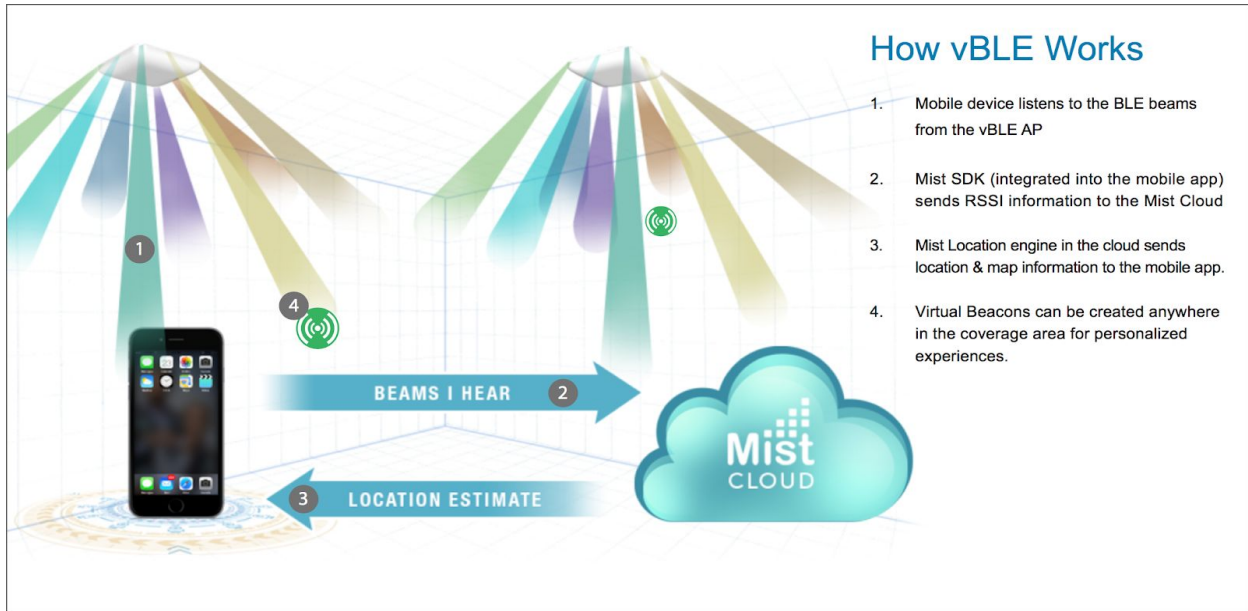 How vBLE Works
1. Mobile device listens to the BLE beams
from the vBLE AP
2. Mist SDK (integrated into the mobile app)
sends RSSI information to the Mist Cloud
3. Mist Location engine in the cloud sends
location & map information to the mobile app.
4. Virtual Beacons can be created anywhere
in the coverage area for personalized
experiences.
1
4
BEAMS I HEAR 2
Mist
CLOUD
3 LOCATION ESTIMATE